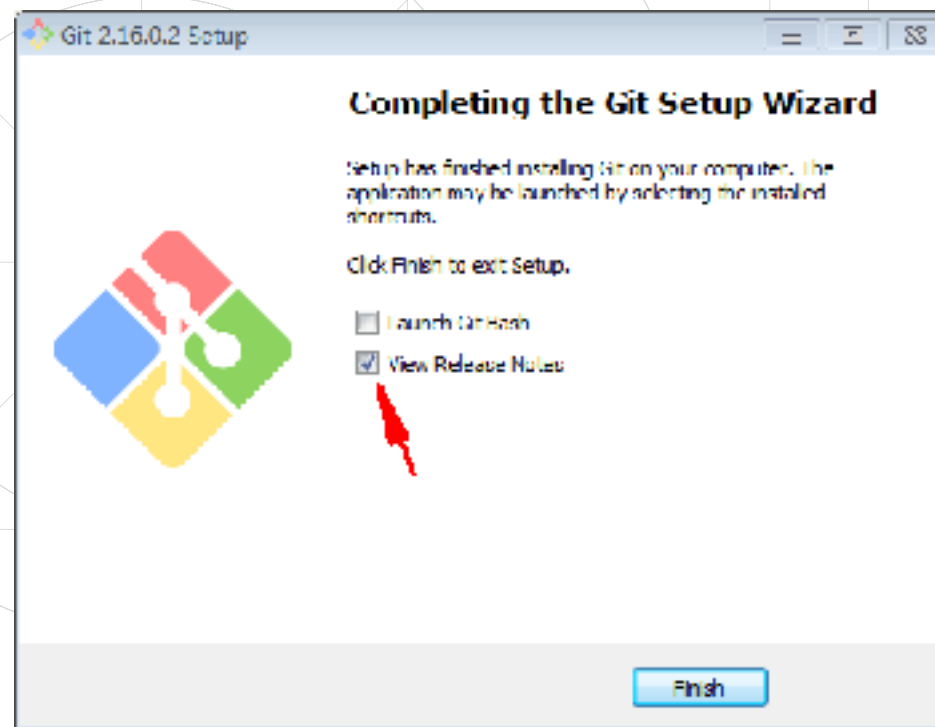 Git 2.16.0.2 Setup
Completing the Git Setup Wizard
Setup has finished installing Git on your computer. The
application may be launched by selecting the installed
shortcuts.
Click Finish to exit Setup.
Launch Git Bash
View Release Notes
Finish